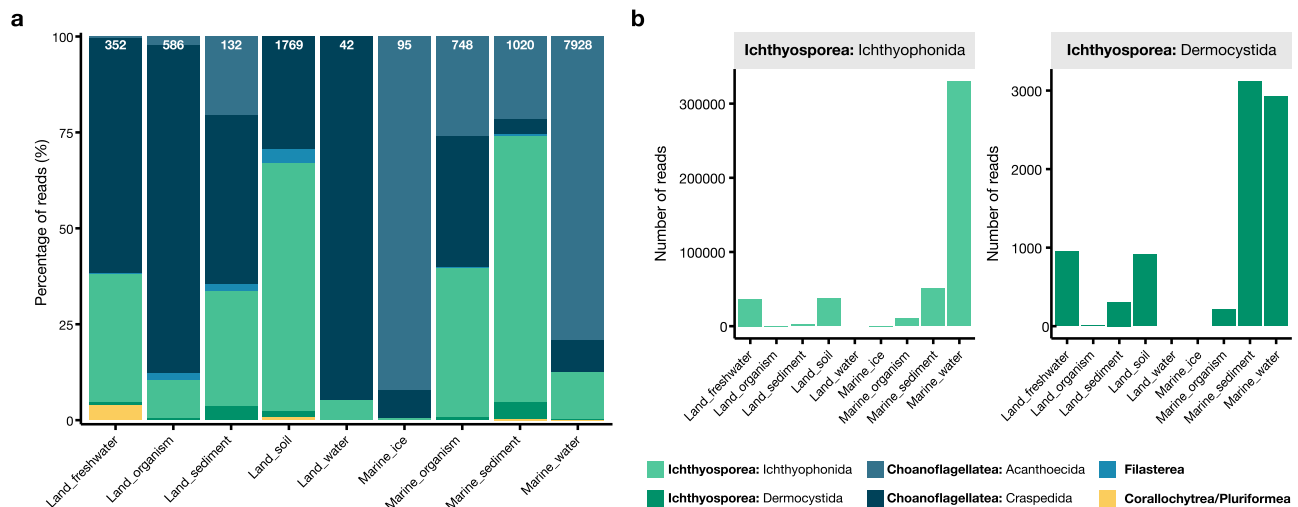 a
Percentage of reads (%)
100
75
50
25
0
352
586
132
1769
42
95
748
1020
7928
Land_freshwater
Land_organism
Land_sediment
Land_soil
Land_water
Marine_ice
Marine_organism
Marine_sediment
Marine_water
b
Ichthyosporea: Ichthyophonida
Number of reads
300000
200000
100000
0
Land_freshwater
Land_organism
Land_sediment
Land_soil
Land_water
Marine_ice
Marine_organism
Marine_sediment
Marine_water
Ichthyosporea: Dermocystida
Number of reads
3000
2000
1000
0
Land_freshwater
Land_organism
Land_sediment
Land_soil
Land_water
Marine_ice
Marine_organism
Marine_sediment
Marine_water
Ichthyosporea: Ichthyophonida
Choanoflagellatea: Acanthoecida
Filasterea
Ichthyosporea: Dermocystida
Choanoflagellatea: Craspedida
Corallochytrea/Pluriformea